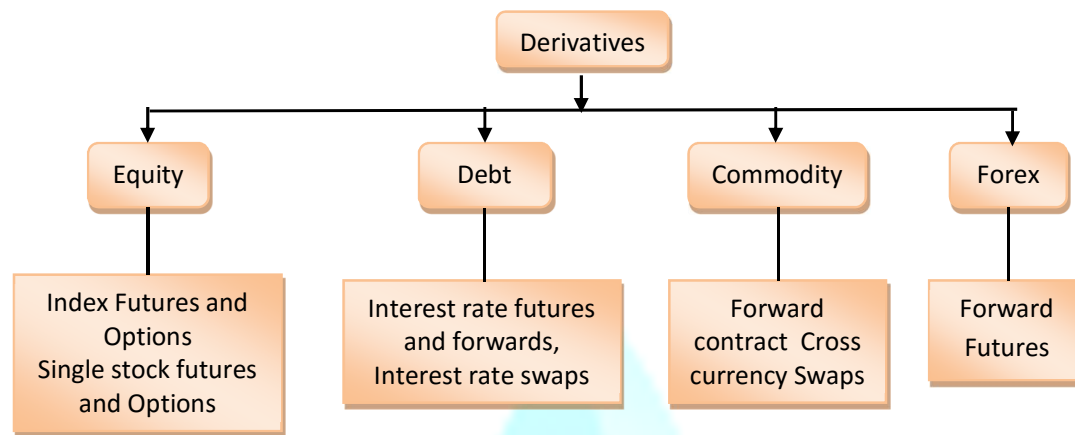 Derivatives
Equity
Debt
Commodity
Forex
Index Futures and
Options
Single stock futures
and Options
Interest rate futures
and forwards,
Interest rate swaps
Forward
contract Cross
currency Swaps
Forward
Futures